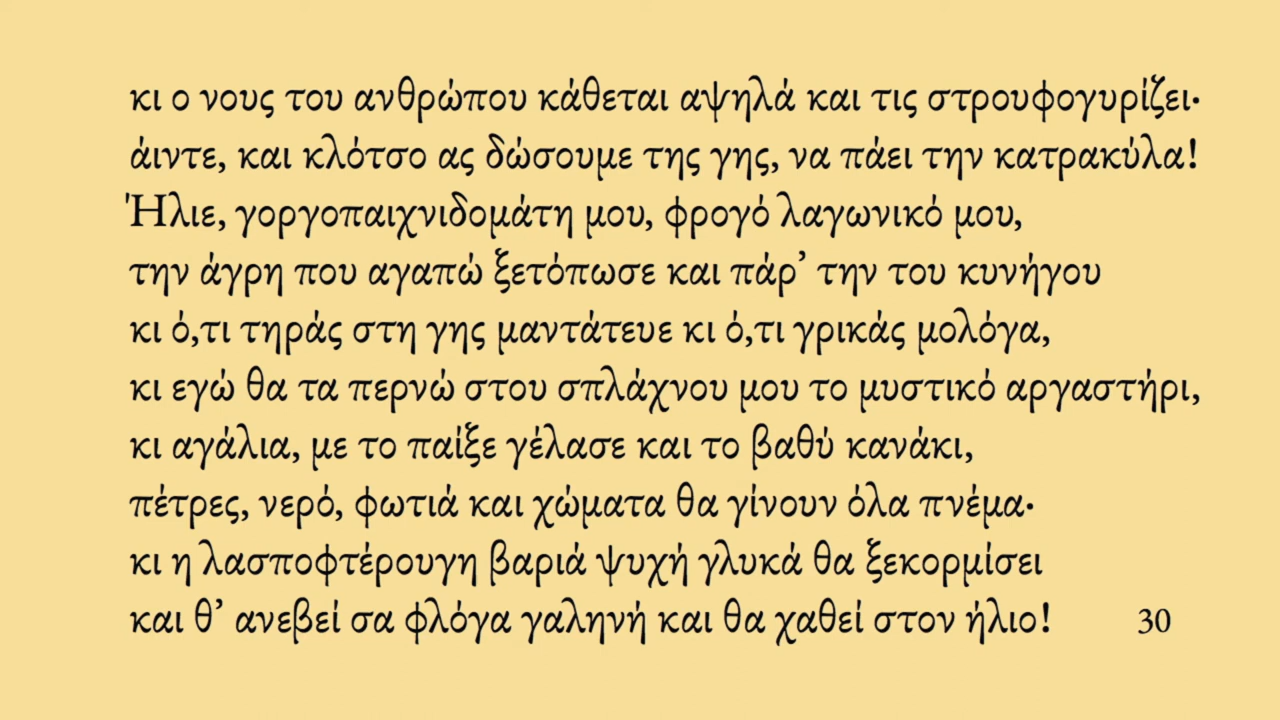 κι ο νους του ανθρώπου κάθεται αψηλά και τις στρουφογυρίζει·
άιντε, και κλότσο ας δώσουμε της γης, να πάει την κατρακύλα!
Ήλιε, γοργοπαιχνιδομάτη μου, φρογό λαγωνικό μου,
την άγρη που αγαπώ ξετόπωσε και πάρ’ την του κυνήγου
κι ό,τι τηράς στη γης μαντάτευε κι ό,τι γρικάς μολόγα,
κι εγώ θα τα περνώ στου σπλάχνου μου το μυστικό αργαστήρι,
κι αγάλια, με το παίξε γέλασε και το βαθύ κανάκι,
πέτρες, νερό, φωτιά και χώματα θα γίνουν όλα πνέμα·
κι η λασποφτέρουγη βαριά ψυχή γλυκά θα ξεκορμίσει
και θ’ ανεβεί σα φλόγα γαληνή και θα χαθεί στον ήλιο! 30